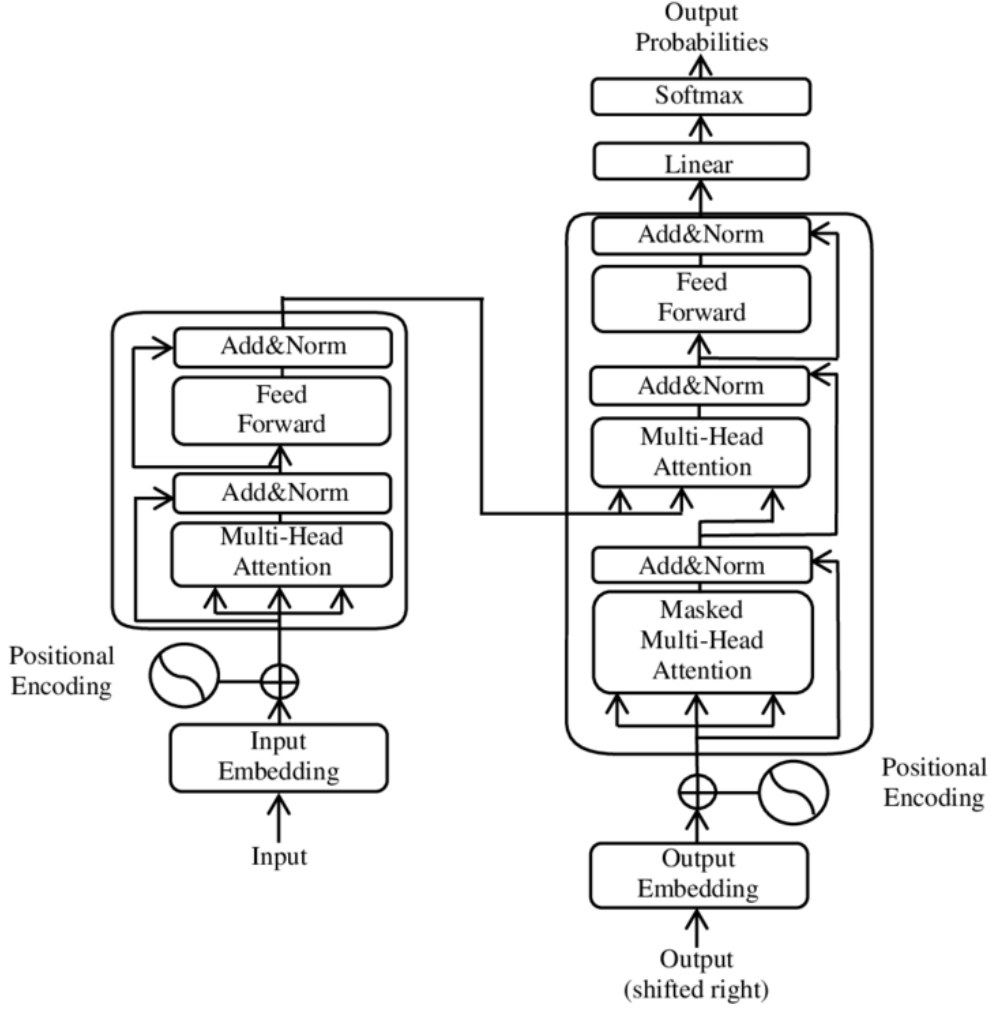 Output
Probabilities
Softmax
Linear
Add&Norm
Feed
Forward
Add&Norm
Multi-Head
Attention
Add&Norm
Masked
Multi-Head
Attention
Positional
Encoding
Output
Embedding
Output
(shifted right)
Add&Norm
Feed
Forward
Add&Norm
Multi-Head
Attention
Positional
Encoding
Input
Embedding
Input